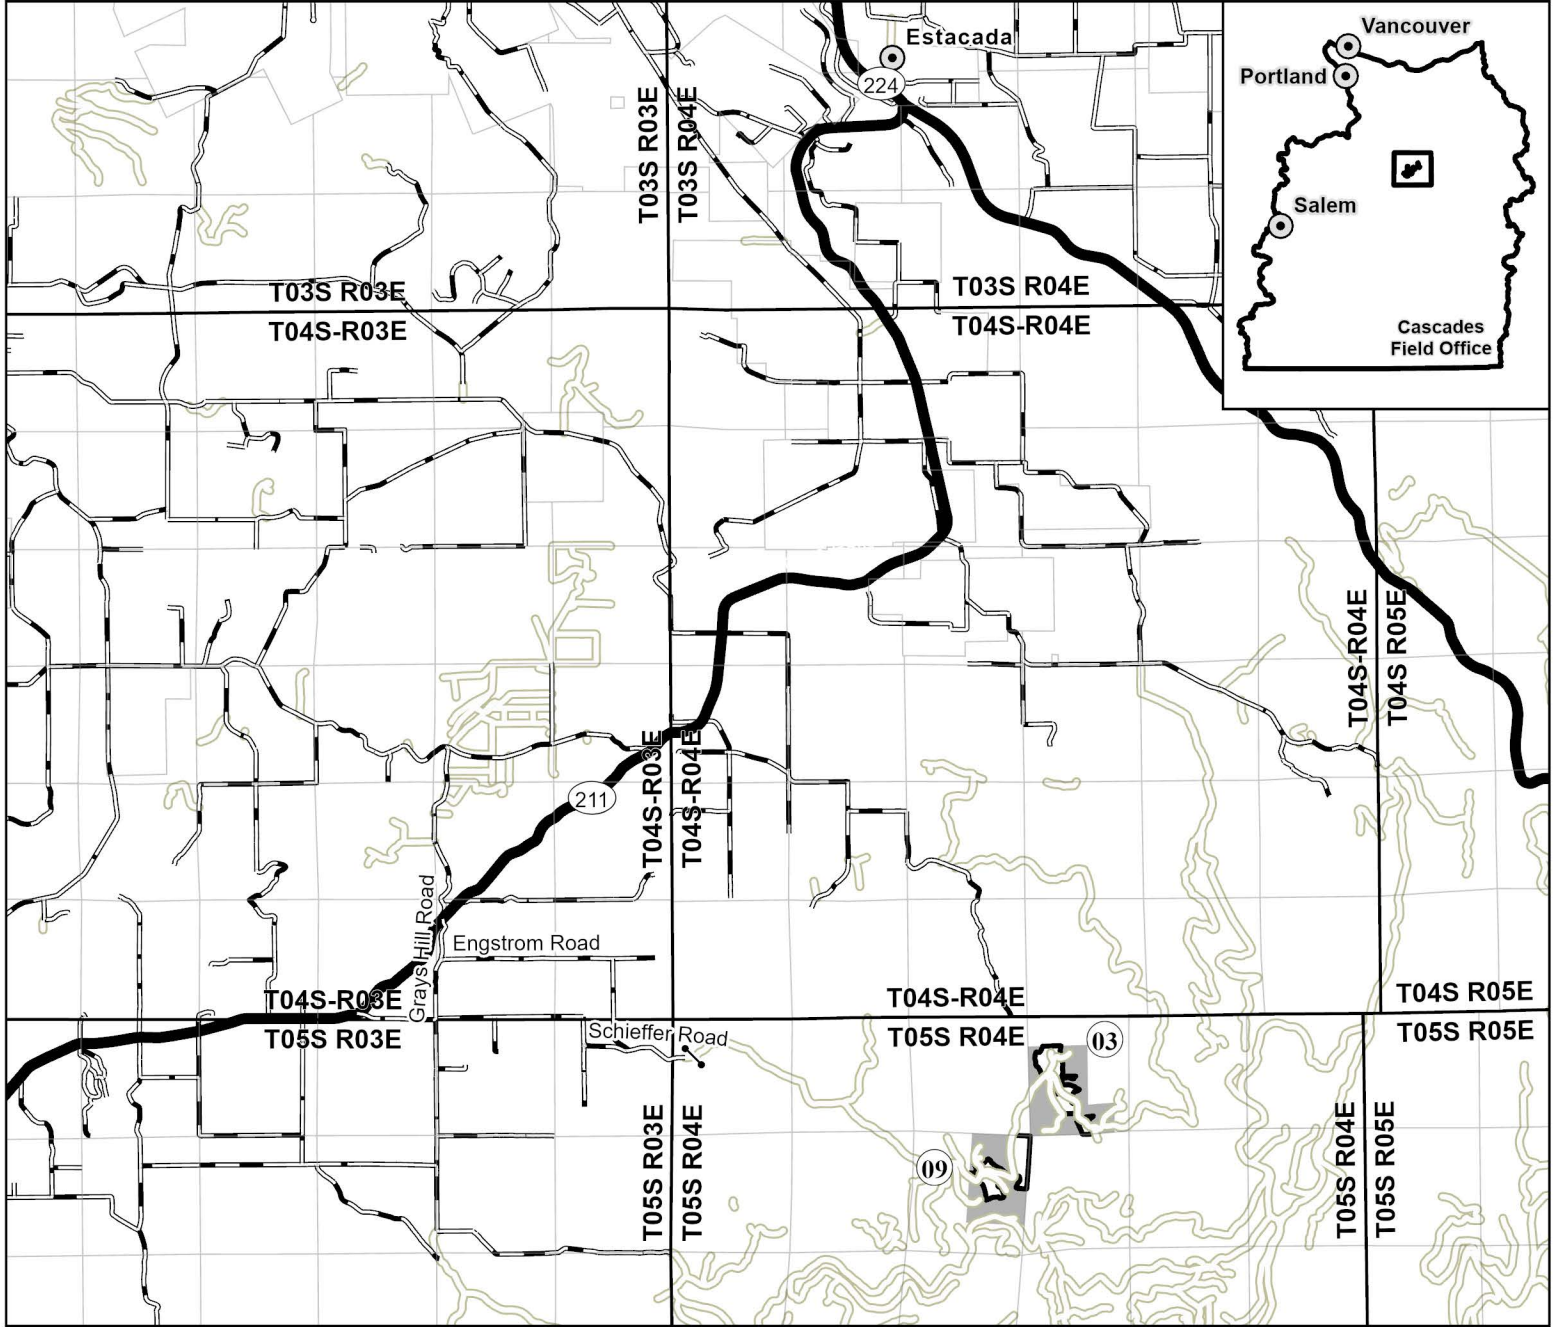 Estacada
224
Vancouver
Portland
Salem
Cascades
Field Office
T03S R03E
T03S R04E
T03S R03E
T04S-R03E
T03S R04E
T04S-R04E
T04S-R04E
T04S R05E
T04S-R03E
T04S-R04E
211
Grays Hill Road
Engstrom Road
T04S-R03E
T05S R03E
T04S-R04E
T05S R04E
T04S R05E
T05S R05E
Schieffer Road
03
09
T05S R03E
T05S R04E
T05S R04E
T05S R05E